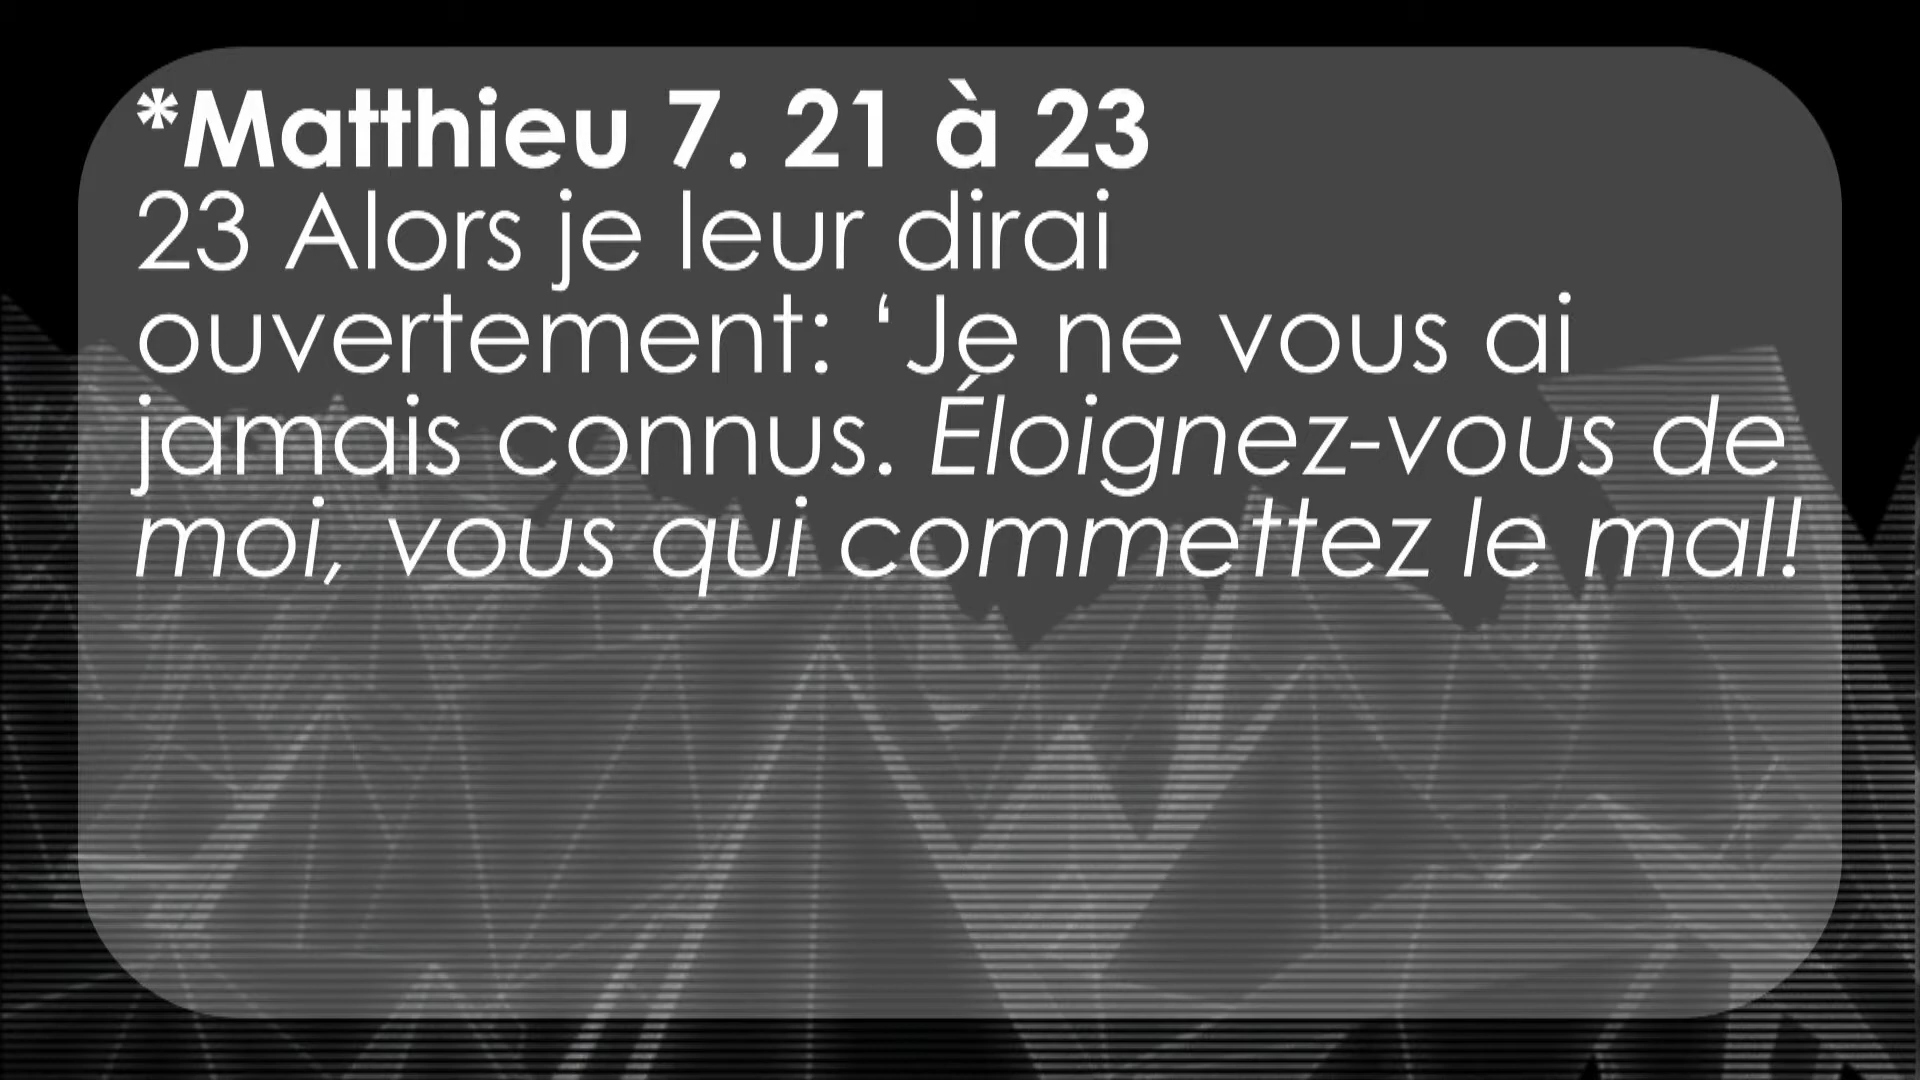 *Matthieu 7. 21 à 23
23 Alors je leur dirai
ouvertement: ‘ Je ne vous ai
jamais connus. Éloignez-vous de
moi, vous qui commettez le mal!